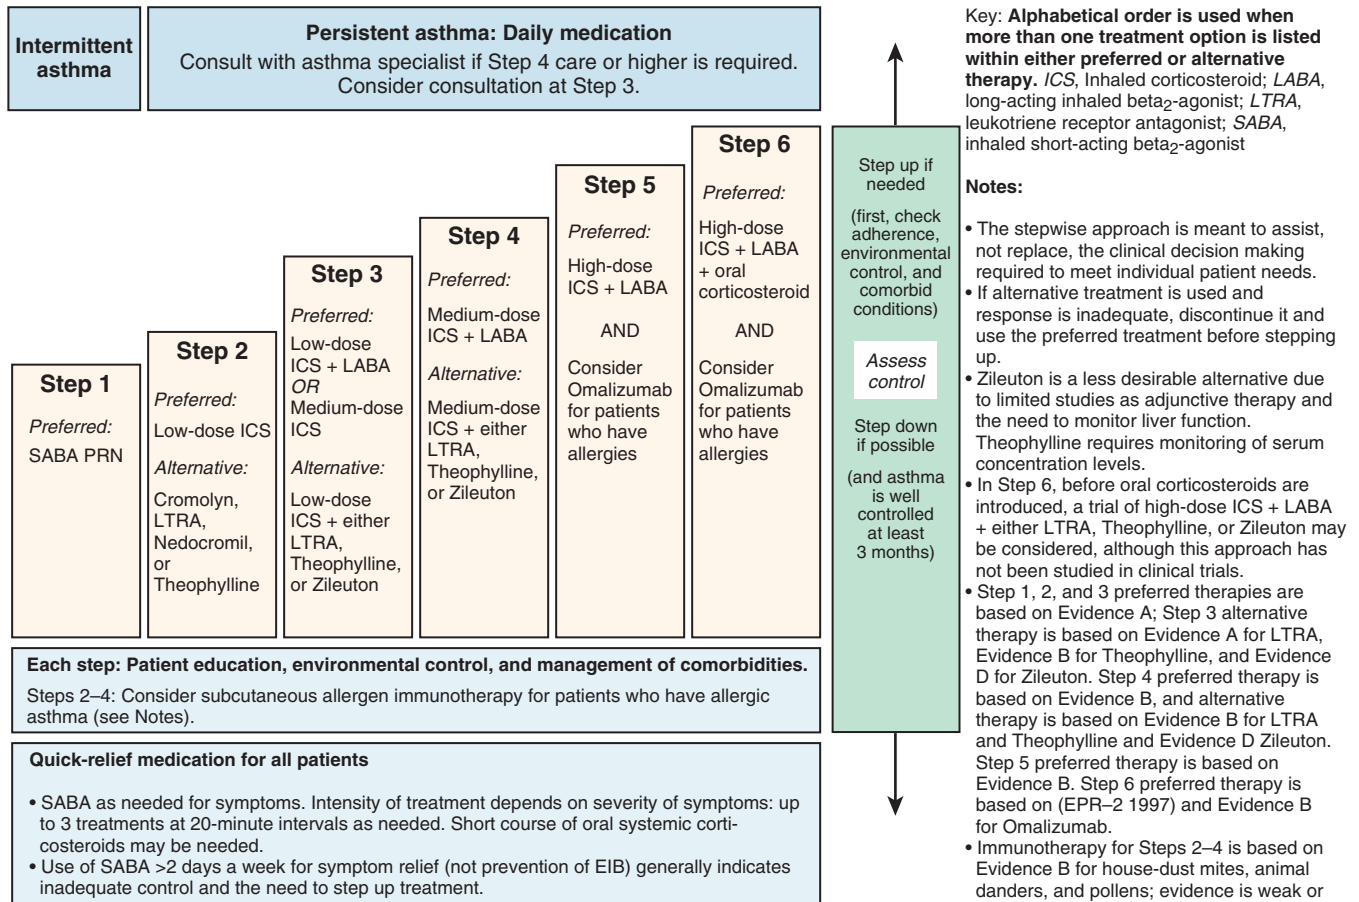 Intermittent
asthma
Persistent asthma: Daily medication
Consult with asthma specialist if Step 4 care or higher is required.
Consider consultation at Step 3.
Step 1
Preferred:
SABA PRN
Step 2
Preferred:
Low-dose ICS
Alternative:
Cromolyn,
LTRA,
Nedocromil,
or
Theophylline
Step 3
Preferred:
Low-dose
ICS + LABA
OR
Medium-dose
ICS
Alternative:
Low-dose
ICS + either
LTRA,
Theophylline,
or Zileuton
Step 4
Preferred:
Medium-dose
ICS + LABA
Alternative:
Medium-dose
ICS + either
LTRA,
Theophylline,
or Zileuton
Step 5
Preferred:
High-dose
ICS + LABA
AND
Consider
Omalizumab
for patients
who have
allergies
Step 6
Preferred:
High-dose
ICS + LABA
+ oral
corticosteroid
AND
Consider
Omalizumab
for patients
who have
allergies
Each step: Patient education, environmental control, and management of comorbidities.
Steps 2–4: Consider subcutaneous allergen immunotherapy for patients who have allergic
asthma (see Notes).
Quick-relief medication for all patients
• SABA as needed for symptoms. Intensity of treatment depends on severity of symptoms: up
to 3 treatments at 20-minute intervals as needed. Short course of oral systemic corti-
costeroids may be needed.
• Use of SABA >2 days a week for symptom relief (not prevention of EIB) generally indicates
inadequate control and the need to step up treatment.
Step up if
needed
(first, check
adherence,
environmental
control, and
comorbid
conditions)
Assess
control
Step down
if possible
(and asthma
is well
controlled
at least
3 months)
Key: Alphabetical order is used when
more than one treatment option is listed
within either preferred or alternative
therapy. ICS, Inhaled corticosteroid; LABA,
long-acting inhaled beta2-agonist; LTRA,
leukotriene receptor antagonist; SABA,
inhaled short-acting beta2-agonist
Notes:
• The stepwise approach is meant to assist,
not replace, the clinical decision making
required to meet individual patient needs.
• If alternative treatment is used and
response is inadequate, discontinue it and
use the preferred treatment before stepping
up.
• Zileuton is a less desirable alternative due
to limited studies as adjunctive therapy and
the need to monitor liver function.
Theophylline requires monitoring of serum
concentration levels.
• In Step 6, before oral corticosteroids are
introduced, a trial of high-dose ICS + LABA
+ either LTRA, Theophylline, or Zileuton may
be considered, although this approach has
not been studied in clinical trials.
• Step 1, 2, and 3 preferred therapies are
based on Evidence A; Step 3 alternative
therapy is based on Evidence A for LTRA,
Evidence B for Theophylline, and Evidence
D for Zileuton. Step 4 preferred therapy is
based on Evidence B, and alternative
therapy is based on Evidence B for LTRA
and Theophylline and Evidence D Zileuton.
Step 5 preferred therapy is based on
Evidence B. Step 6 preferred therapy is
based on (EPR–2 1997) and Evidence B
for Omalizumab.
• Immunotherapy for Steps 2–4 is based on
Evidence B for house-dust mites, animal
danders, and pollens; evidence is weak or